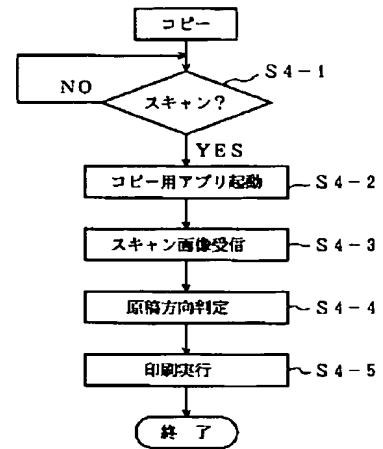 コピー
S4-1
NO
スキャン?
YES
コピー用アプリ起動
S4-2
スキャン画像受信
S4-3
原稿方向判定
S4-4
印刷実行
S4-5
終了